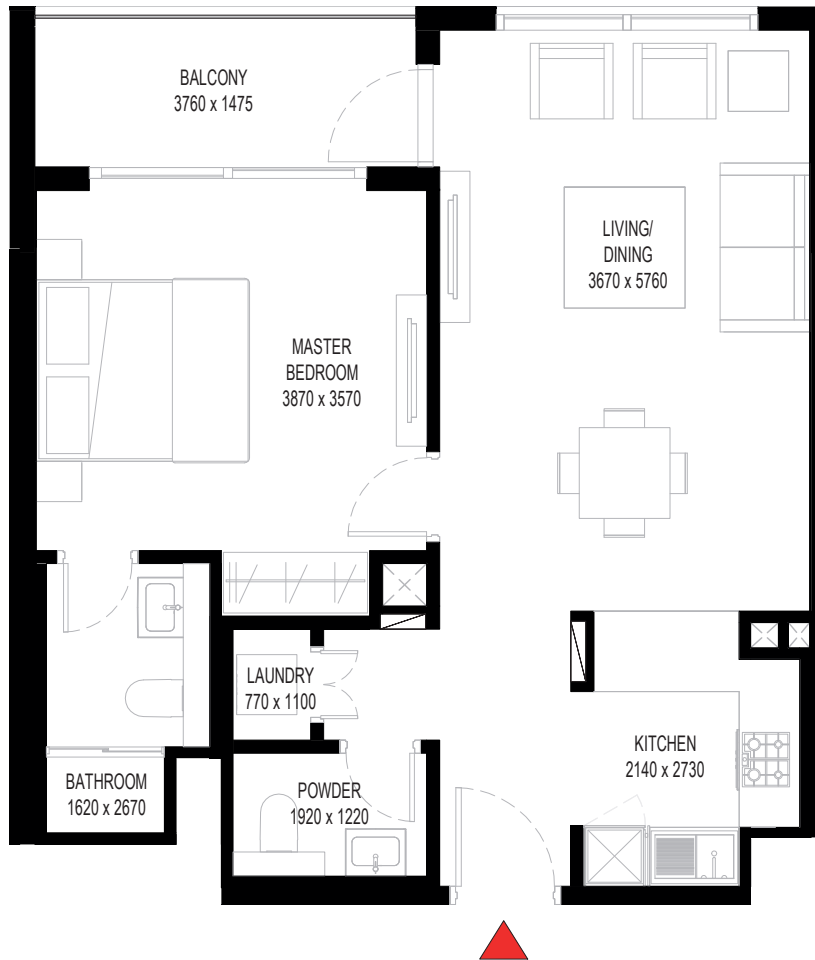 BALCONY
3760 x 1475
LIVING/
DINING
3670 x 5760
MASTER
BEDROOM
3870 x 3570
LAUNDRY
770 x 1100
KITCHEN
2140 x 2730
BATHROOM
1620 x 2670
POWDER
1920 x 1220